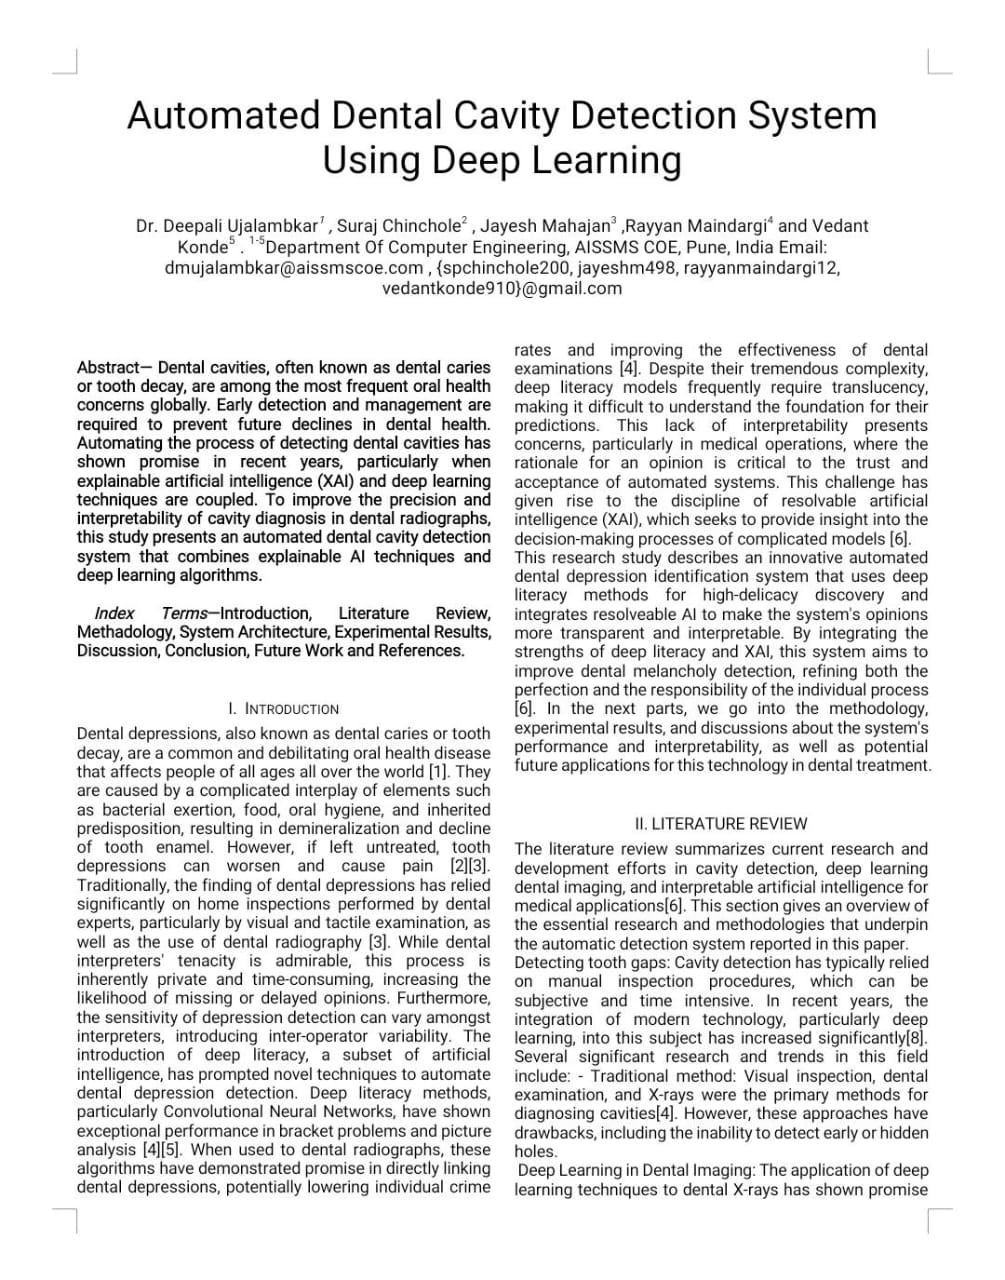 Automated Dental Cavity Detection System
Using Deep Learning
Dr. Deepali Ujalambkar1 , Suraj Chinchole2 , Jayesh Mahajan3 ,Rayyan Maindargi4 and Vedant
Konde5 . 1-5Department Of Computer Engineering, AISSMS COE, Pune, India Email:
dmujalambkar@aissmscoe.com , {spchinchole200, jayeshm498, rayyanmaindargi12,
vedantkonde910}@gmail.com
Abstract— Dental cavities, often known as dental caries
or tooth decay, are among the most frequent oral health
concerns globally. Early detection and management are
required to prevent future declines in dental health.
Automating the process of detecting dental cavities has
shown promise in recent years, particularly when
explainable artificial intelligence (XAI) and deep learning
techniques are coupled. To improve the precision and
interpretability of cavity diagnosis in dental radiographs,
this study presents an automated dental cavity detection
system that combines explainable AI techniques and
deep learning algorithms.
Index Terms—Introduction, Literature Review,
Methadology, System Architecture, Experimental Results,
Discussion, Conclusion, Future Work and References.
I. INTRODUCTION
Dental depressions, also known as dental caries or tooth
decay, are a common and debilitating oral health disease
that affects people of all ages all over the world [1]. They
are caused by a complicated interplay of elements such
as bacterial exertion, food, oral hygiene, and inherited
predisposition, resulting in demineralization and decline
of tooth enamel. However, if left untreated, tooth
depressions can worsen and cause pain [2][3].
Traditionally, the finding of dental depressions has relied
significantly on home inspections performed by dental
experts, particularly by visual and tactile examination, as
well as the use of dental radiography [3]. While dental
interpreters' tenacity is admirable, this process is
inherently private and time-consuming, increasing the
likelihood of missing or delayed opinions. Furthermore,
the sensitivity of depression detection can vary amongst
interpreters, introducing inter-operator variability. The
introduction of deep literacy, a subset of artificial
intelligence, has prompted novel techniques to automate
dental depression detection. Deep literacy methods,
particularly Convolutional Neural Networks, have shown
exceptional performance in bracket problems and picture
analysis [4][5]. When used to dental radiographs, these
algorithms have demonstrated promise in directly linking
dental depressions, potentially lowering individual crime
rates and improving the effectiveness of dental
examinations [4]. Despite their tremendous complexity,
deep literacy models frequently require translucency,
making it difficult to understand the foundation for their
predictions. This lack of interpretability presents
concerns, particularly in medical operations, where the
rationale for an opinion is critical to the trust and
acceptance of automated systems. This challenge has
given rise to the discipline of resolvable artificial
intelligence (XAI), which seeks to provide insight into the
decision-making processes of complicated models [6].
This research study describes an innovative automated
dental depression identification system that uses deep
literacy methods for high-delicacy discovery and
integrates resolveable AI to make the system's opinions
more transparent and interpretable. By integrating the
strengths of deep literacy and XAI, this system aims to
improve dental melancholy detection, refining both the
perfection and the responsibility of the individual process
[6]. In the next parts, we go into the methodology,
experimental results, and discussions about the system's
performance and interpretability, as well as potential
future applications for this technology in dental treatment.
II. LITERATURE REVIEW
The literature review summarizes current research and
development efforts in cavity detection, deep learning
dental imaging, and interpretable artificial intelligence for
medical applications[6]. This section gives an overview of
the essential research and methodologies that underpin
the automatic detection system reported in this paper.
Detecting tooth gaps: Cavity detection has typically relied
on manual inspection procedures, which can be
subjective and time intensive. In recent years, the
integration of modern technology, particularly deep
learning, into this subject has increased significantly[8].
Several significant research and trends in this field
include: - Traditional method: Visual inspection, dental
examination, and X-rays were the primary methods for
diagnosing cavities[4]. However, these approaches have
drawbacks, including the inability to detect early or hidden
holes.
Deep Learning in Dental Imaging: The application of deep
learning techniques to dental X-rays has shown promise